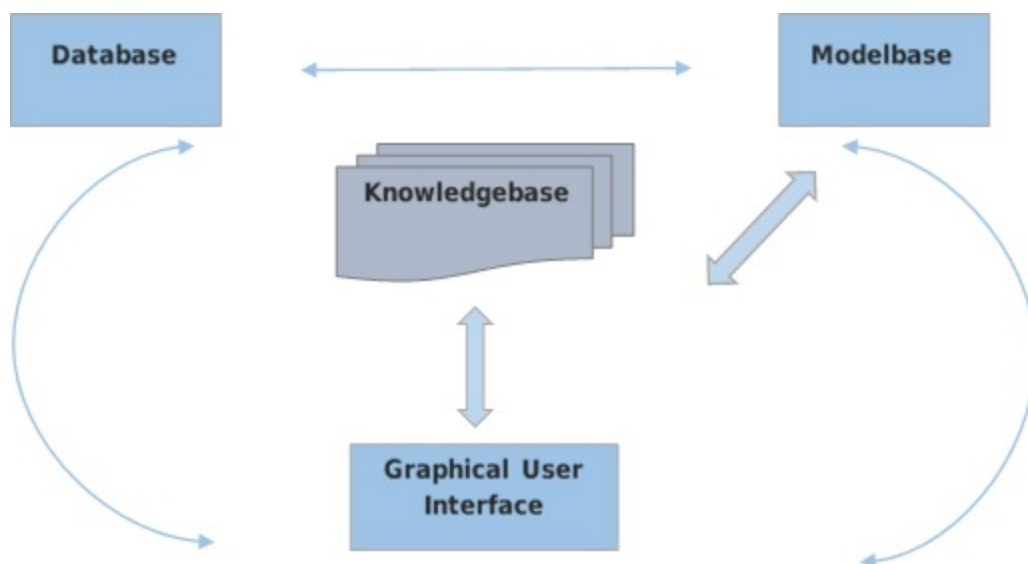 Database
Modelbase
Knowledgebase
Graphical User
Interface